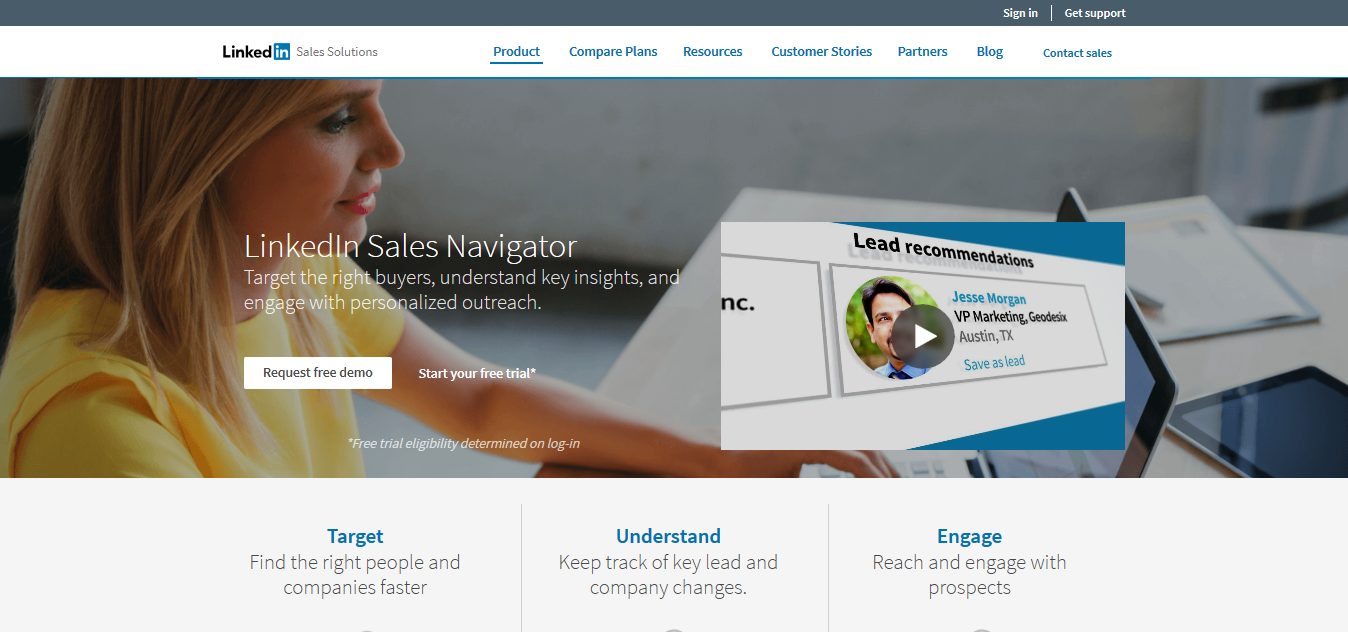 Sign in
Get support
LinkedIn Sales Solutions
Product
Compare Plans
Resources
Customer Stories
Partners
Blog
Contact sales
LinkedIn Sales Navigator
Target the right buyers, understand key insights, and
engage with personalized outreach.
Request free demo
Start your free trial*
*Free trial eligibility determined on log-in
Lead recommendations
nc.
Jesse Morgan
VP Marketing, Geodesix
Austin, TX
Save as lead
Target
Find the right people and
companies faster
Understand
Keep track of key lead and
company changes.
Engage
Reach and engage with
prospects